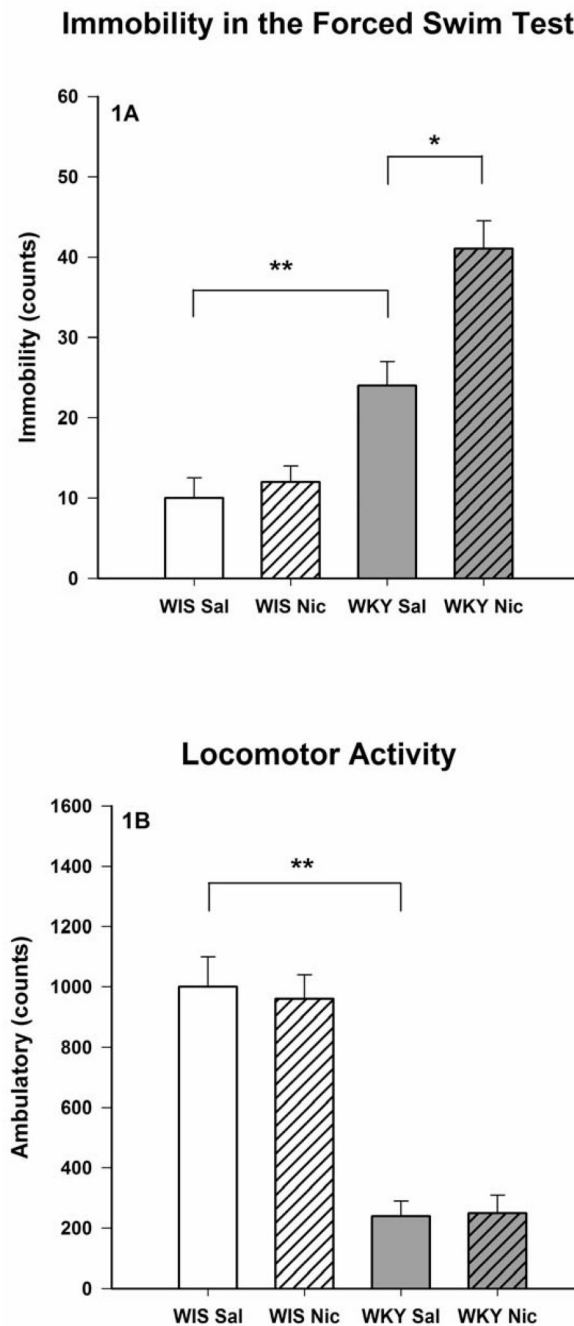 Immobility in the Forced Swim Test
1A
60
50
40
30
20
10
0
Immobility (counts)
*
**
WIS Sal WIS Nic WKY Sal WKY Nic
Locomotor Activity
1B
1600
1400
1200
1000
800
600
400
200
0
Ambulatory (counts)
**
WIS Sal WIS Nic WKY Sal WKY Nic